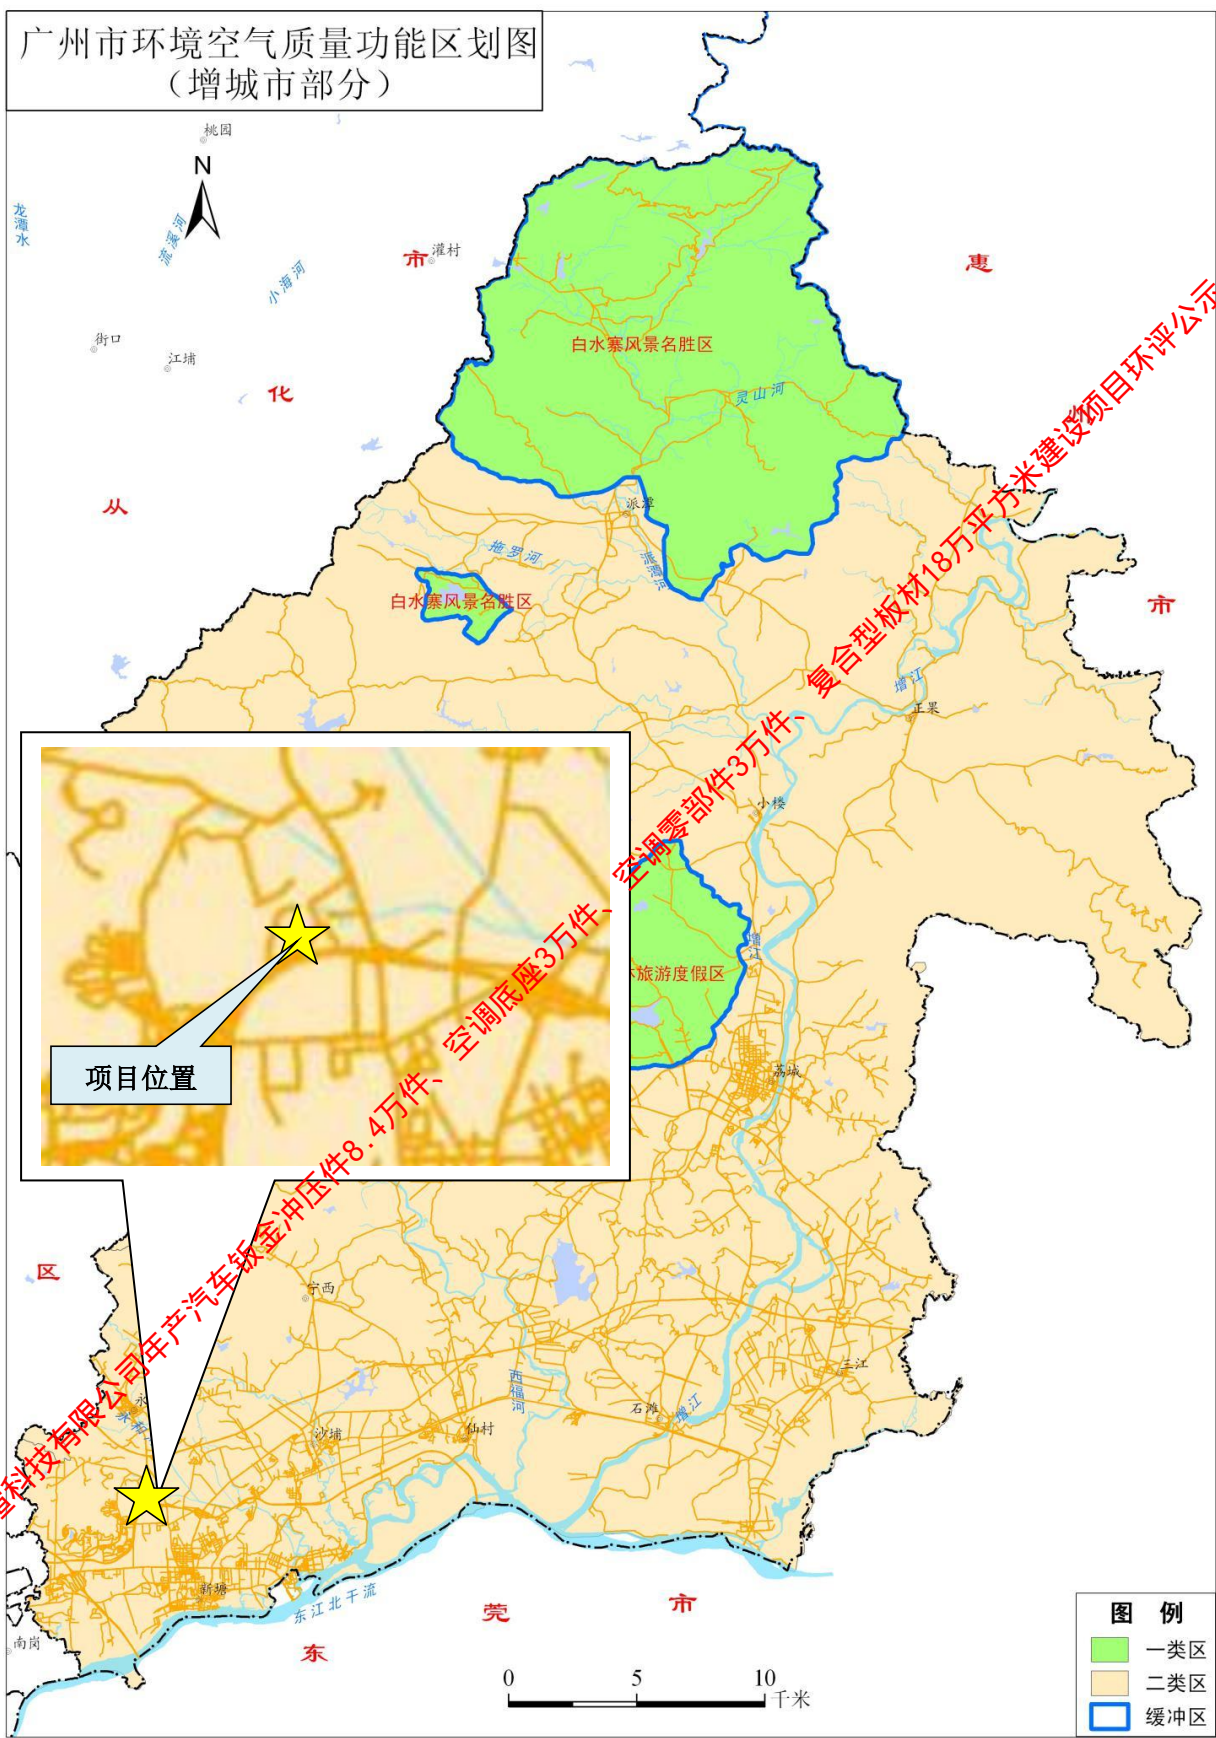 广州市环境空气质量功能区划图
（增城市部分）
桃园
N
龙潭水
流溪河
小海河
市
灌村
惠
街口
江埔
化
从
白水寨风景名胜区
灵山河
派潭
拖罗河
派潭河
白水寨风景名胜区
市
增江
正果
小楼
增江
旅游度假区
荔城
项目位置
科技有限公司年产汽车钣金冲压件8.4万件、空调底座3万件、空调零部件3万件、复合型板材18万平方米建设项目环评公示
区
宁西
三江
西福河
石滩
增江
永
永和
沙埔
仙村
新塘
东江北干流
南岗
东
莞
市
0 5 10
千米
图 例
一类区
二类区
缓冲区